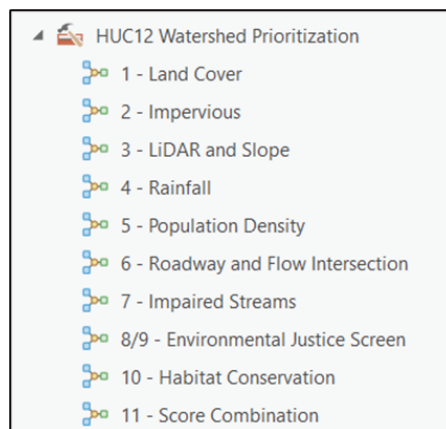 HUC12 Watershed Prioritization
1 - Land Cover
2 - Impervious
3 - LiDAR and Slope
4 - Rainfall
5 - Population Density
6 - Roadway and Flow Intersection
7 - Impaired Streams
8/9 - Environmental Justice Screen
10 - Habitat Conservation
11 - Score Combination